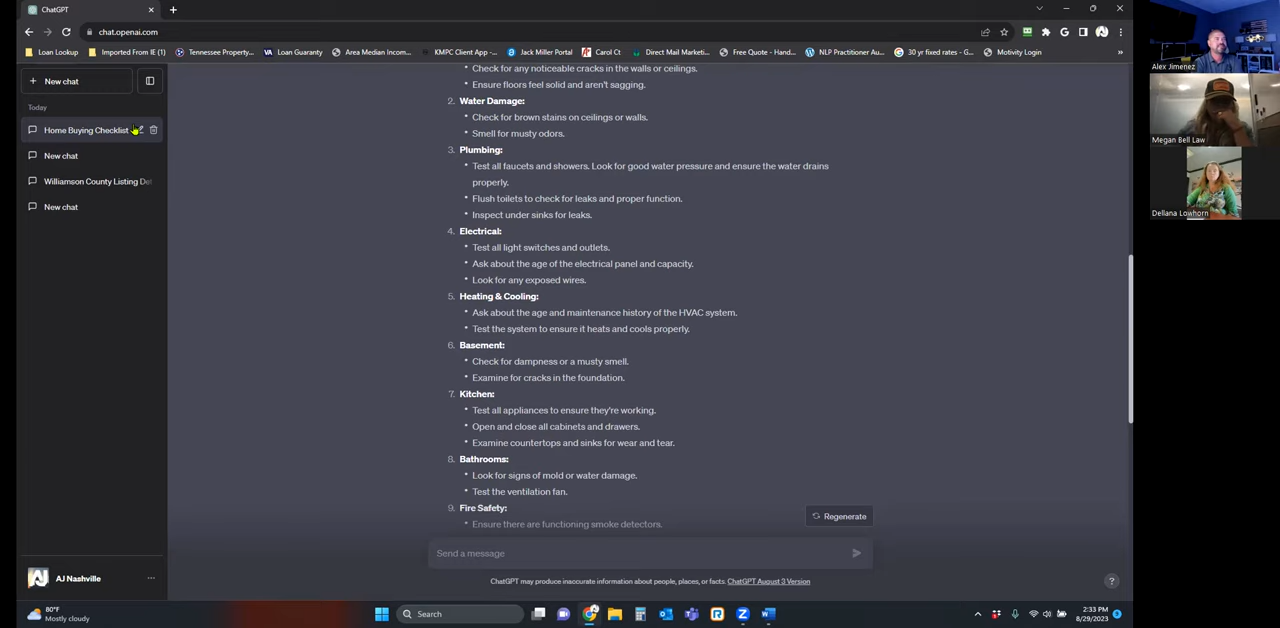 ChatGPT
chat.openai.com
Loan Lookup
Imported From IE (1)
Tennessee Property...
Loan Guaranty
Area Median Incom...
KMPC Client App -...
Jack Miller Portal
Carol Ct
Direct Mail Marketi...
Free Quote
NLP Practitioner Au...
30 yr fixed rates - G...
Motivity Login
New chat
Today
Home Buying Checklist
New chat
Williamson County Listing Det
New chat
Check for any noticeable cracks in the walls or ceilings.
Ensure floors feel solid and aren't sagging.
2. Water Damage:
Check for brown stains on ceilings or walls.
Smell for musty odors.
3. Plumbing:
Test all faucets and showers. Look for good water pressure and ensure the water drains
properly.
Flush toilets to check for leaks and proper function.
Inspect under sinks for leaks.
4. Electrical:
Test all light switches and outlets.
Ask about the age of the electrical panel and capacity.
Look for any exposed wires.
5. Heating & Cooling:
Ask about the age and maintenance history of the HVAC system.
Test the system to ensure it heats and cools properly.
6. Basement:
Check for dampness or a musty smell.
Examine for cracks in the foundation.
7. Kitchen:
Test all appliances to ensure they're working.
Open and close all cabinets and drawers.
Examine countertops and sinks for wear and tear.
8. Bathrooms:
Look for signs of mold or water damage.
Test the ventilation fan.
9. Fire Safety:
Ensure there are functioning smoke detectors.
Regenerate
Send a message
ChatGPT may produce inaccurate information about people, places, or facts. ChatGPT August 3 Version
?
AJ Nashville
80°F
Mostly cloudy
Search
2:33 PM
8/29/2023
Alex Jimenez
Megan Bell Law
Dellana Lowhorn